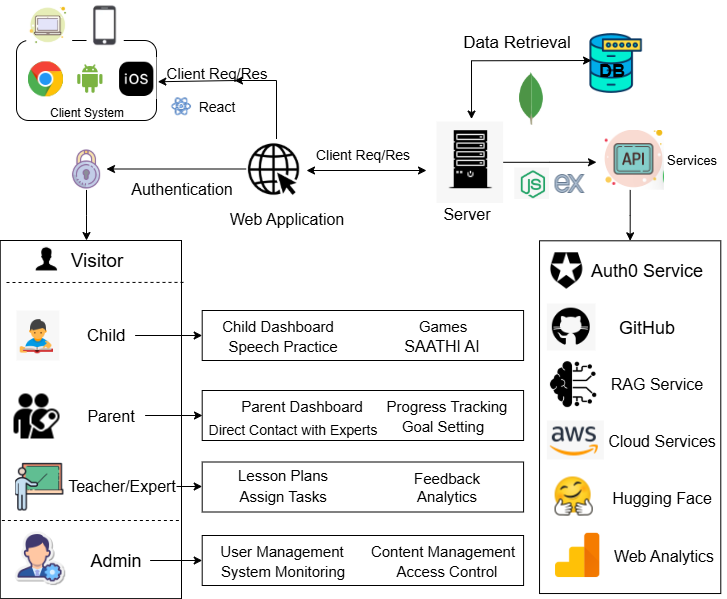 Data Retrieval
DB
iOS
Client Req/Res
Client System
React
Client Req/Res
JS
ex
API
Services
Authentication
Web Application
Server
Visitor
Child
Parent
Teacher/Expert
Admin
Child Dashboard
Games
Speech Practice
SAATHI AI
Parent Dashboard
Progress Tracking
Direct Contact with Experts
Goal Setting
Lesson Plans
Feedback
Assign Tasks
Analytics
User Management
Content Management
System Monitoring
Access Control
Auth0 Service
GitHub
RAG Service
aws
Cloud Services
Hugging Face
Web Analytics